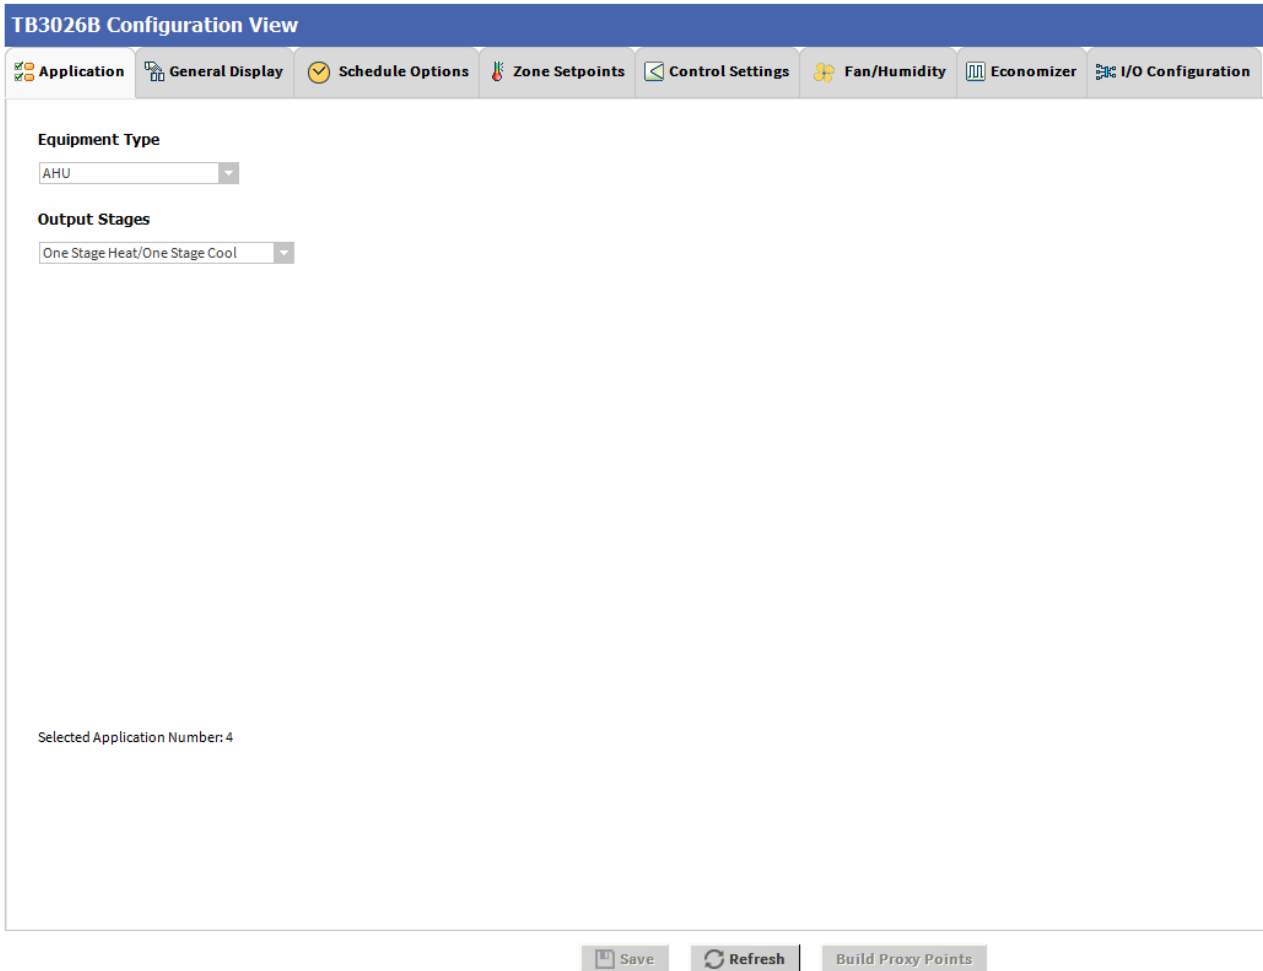 TB3026B Configuration View
Application General Display Schedule Options Zone Setpoints Control Settings Fan/Humidity Economizer I/O Configuration
Equipment Type
AHU
Output Stages
One Stage Heat/One Stage Cool
Selected Application Number: 4
Save Refresh Build Proxy Points